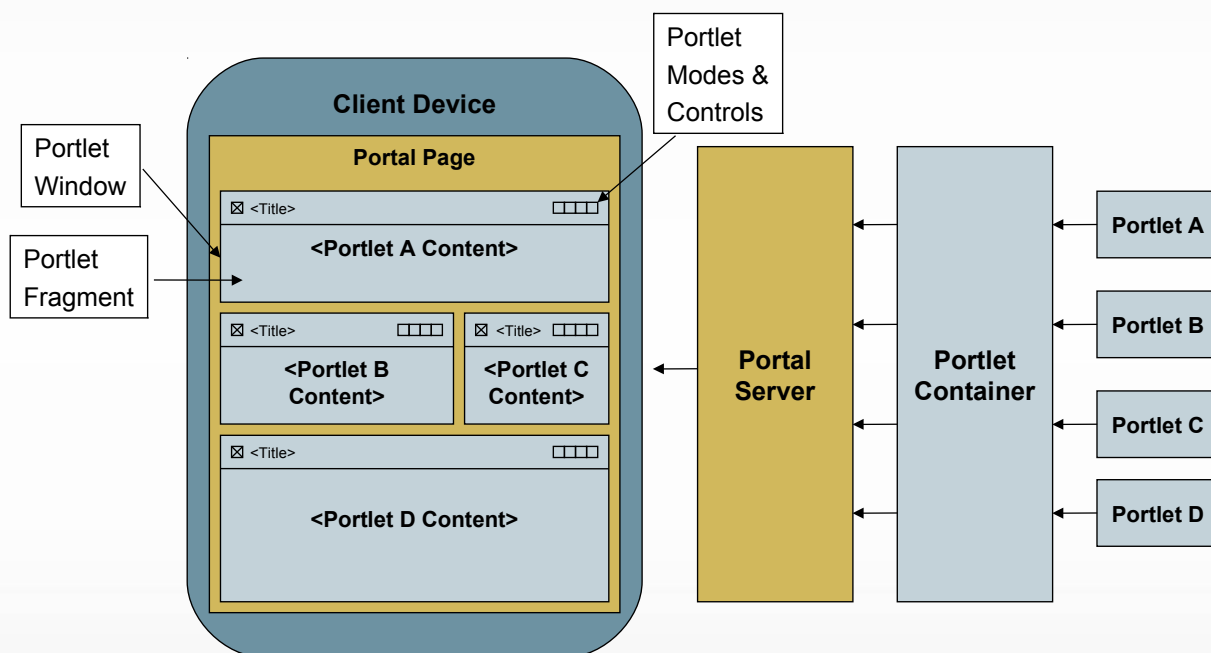 Portlet
Modes &
Controls
Client Device
Portlet
Window
Portal Page
<Title>
<Portlet A Content>
Portlet
Fragment
<Title>
<Portlet B
Content>
<Title>
<Portlet C
Content>
<Title>
<Portlet D Content>
Portal
Server
Portlet
Container
Portlet A
Portlet B
Portlet C
Portlet D